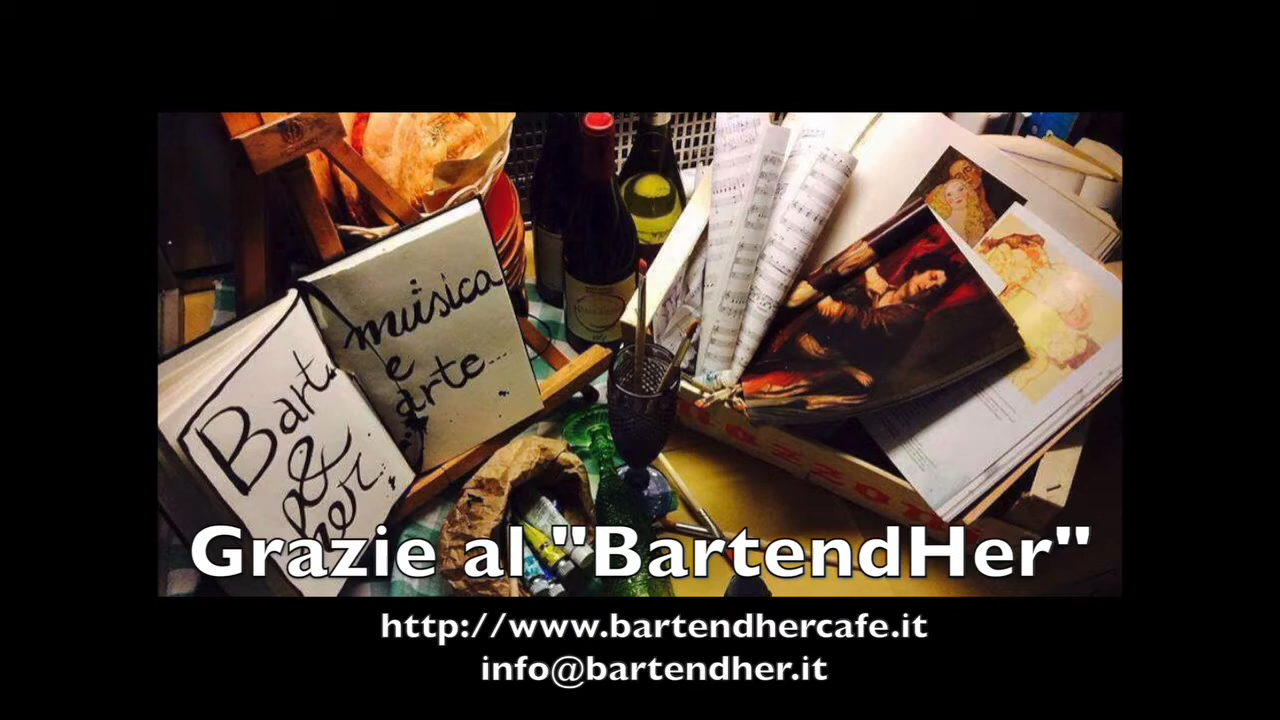 Bart
&
her
musica
e
arte...
Grazie al "BartendHer"
http://www.bartendhercafe.it
info@bartendher.it